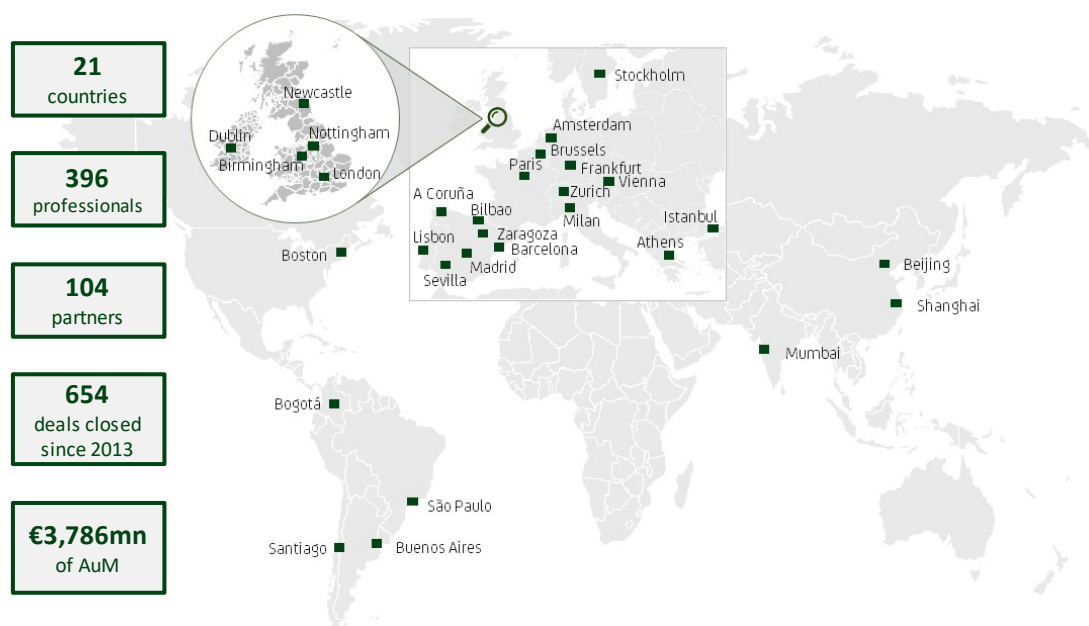 21
countries
396
professionals
104
partners
654
deals closed
since 2013
€3,786mn
of AuM
Newcastle
Dublin
Nottingham
Birmingham
London
Stockholm
Amsterdam
Brussels
Paris
Frankfurt
Vienna
Zurich
Milan
A Coruña
Bilbao
Istanbul
Lisbon
Zaragoza
Barcelona
Athens
Madrid
Sevilla
Boston
Beijing
Shanghai
Mumbai
Bogotá
São Paulo
Santiago
Buenos Aires